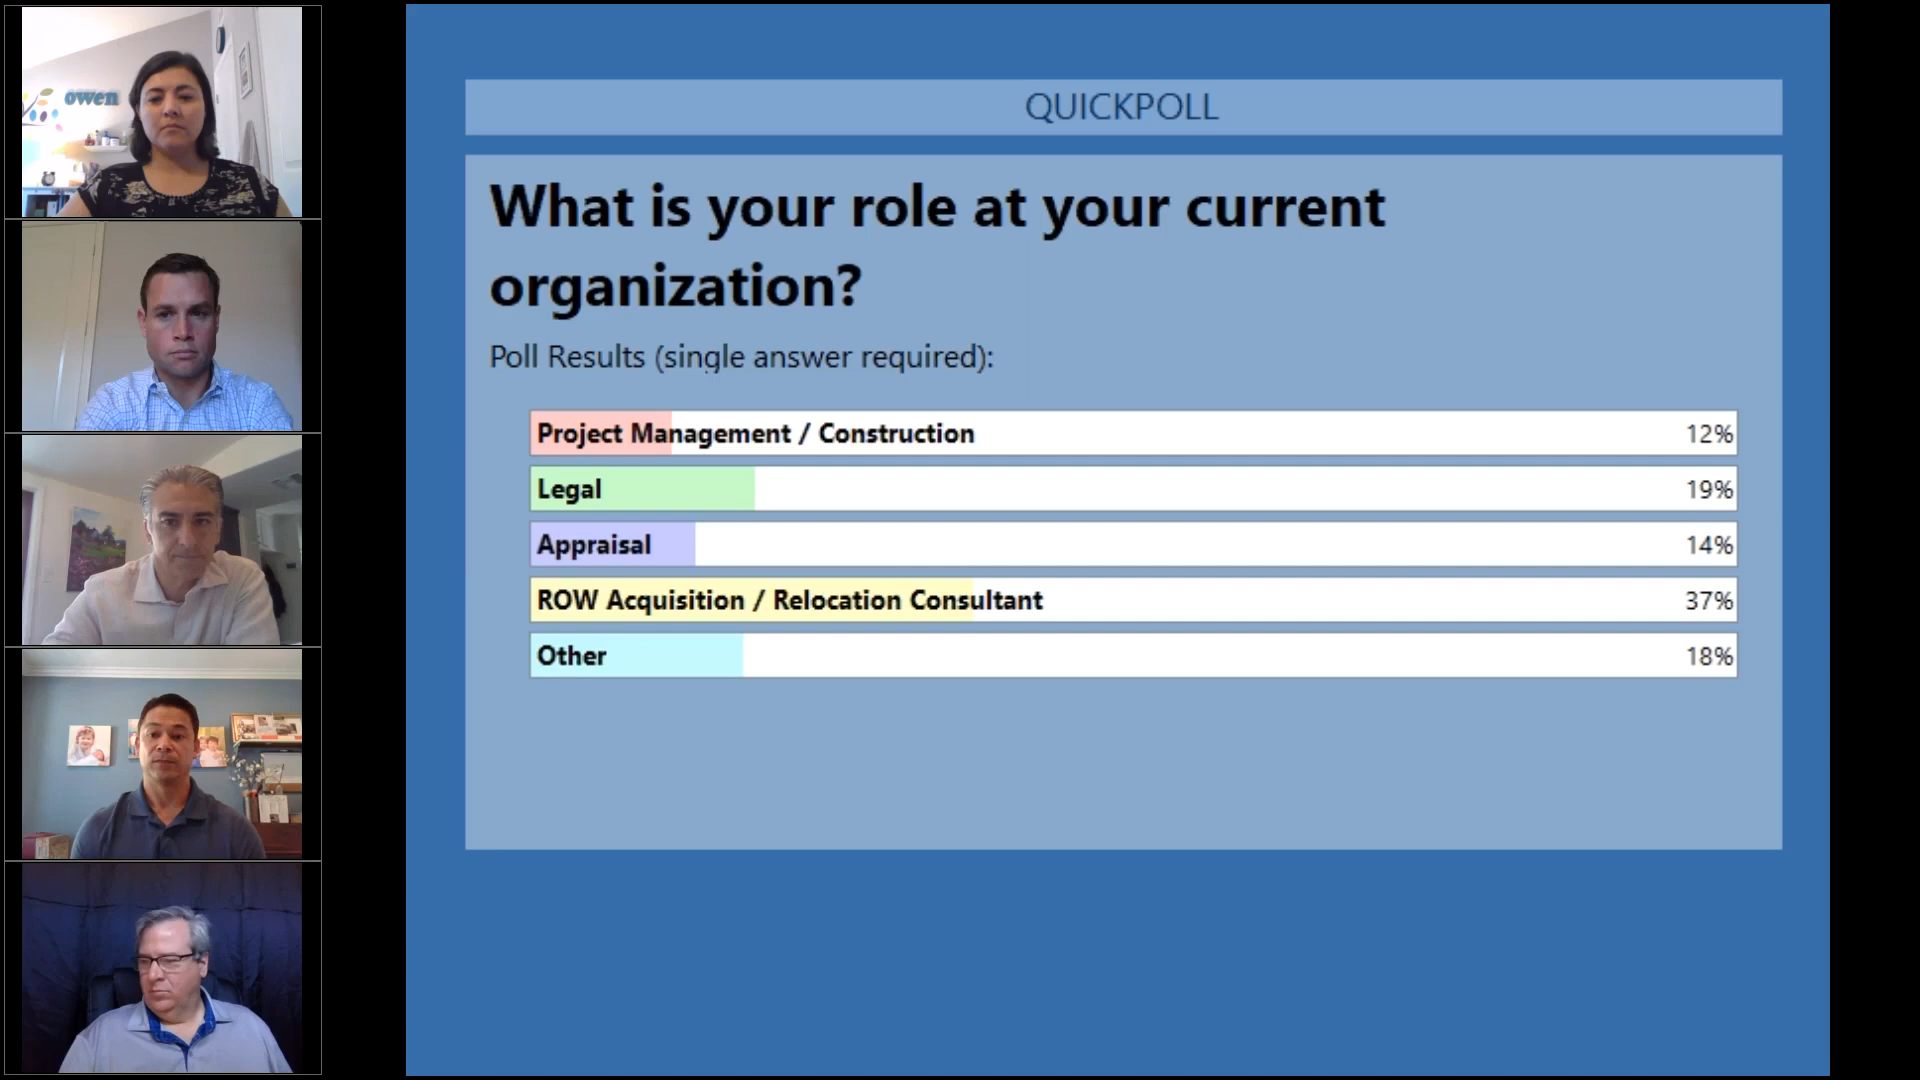 owen
QUICKPOLL
What is your role at your current
organization?
Poll Results (single answer required):
Project Management / Construction 12%
Legal 19%
Appraisal 14%
ROW Acquisition / Relocation Consultant 37%
Other 18%